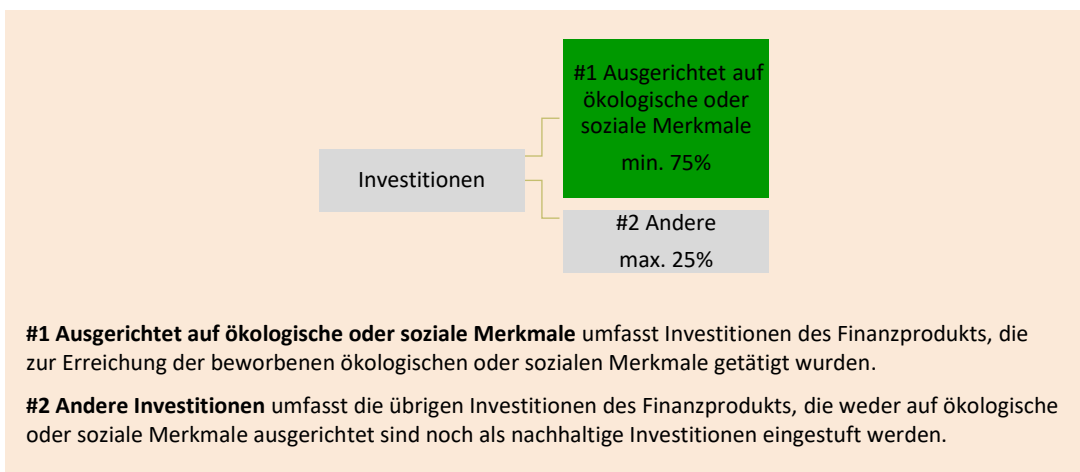 #1 Ausgerichtet auf
ökologische oder
soziale Merkmale
min. 75%
Investitionen
#2 Andere
max. 25%
#1 Ausgerichtet auf ökologische oder soziale Merkmale umfasst Investitionen des Finanzprodukts, die
zur Erreichung der beworbenen ökologischen oder sozialen Merkmale getätigt wurden.
#2 Andere Investitionen umfasst die übrigen Investitionen des Finanzprodukts, die weder auf ökologische
oder soziale Merkmale ausgerichtet sind noch als nachhaltige Investitionen eingestuft werden.